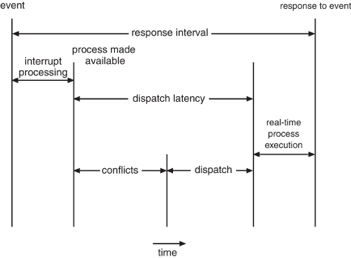 event
response to event
response interval
interrupt
processing
process made
available
dispatch latency
real-time
process
execution
conflicts
dispatch
time